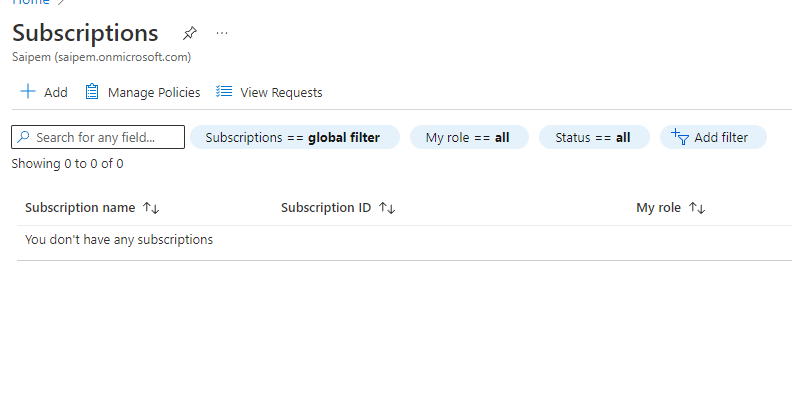 Home
Subscriptions
Saipem (saipem.onmicrosoft.com)
Add Manage Policies View Requests
Search for any field... Subscriptions == global filter My role == all Status == all Add filter
Showing 0 to 0 of 0
Subscription name Subscription ID My role
You don't have any subscriptions